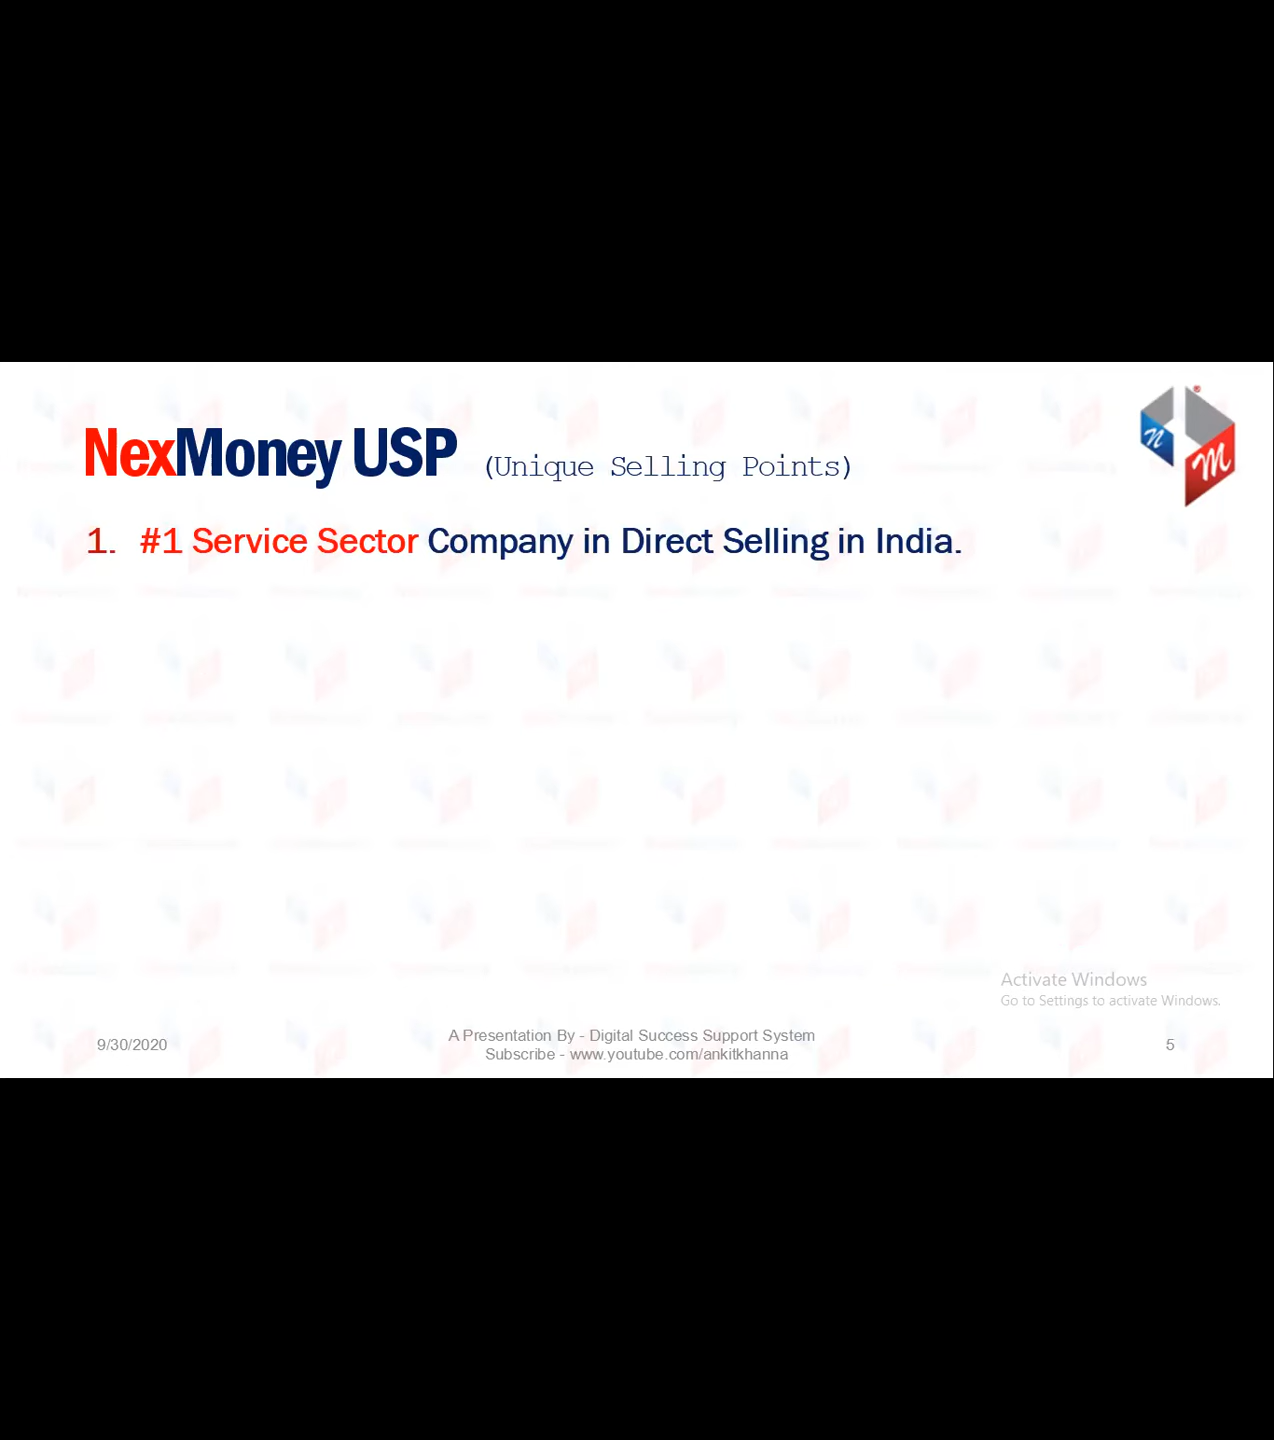 NexMoney USP (Unique Selling Points)
1. #1 Service Sector Company in Direct Selling in India.
Activate Windows
Go to Settings to activate Windows.
9/30/2020
A Presentation By - Digital Success Support System
Subscribe - www.youtube.com/ankitkhanna
5